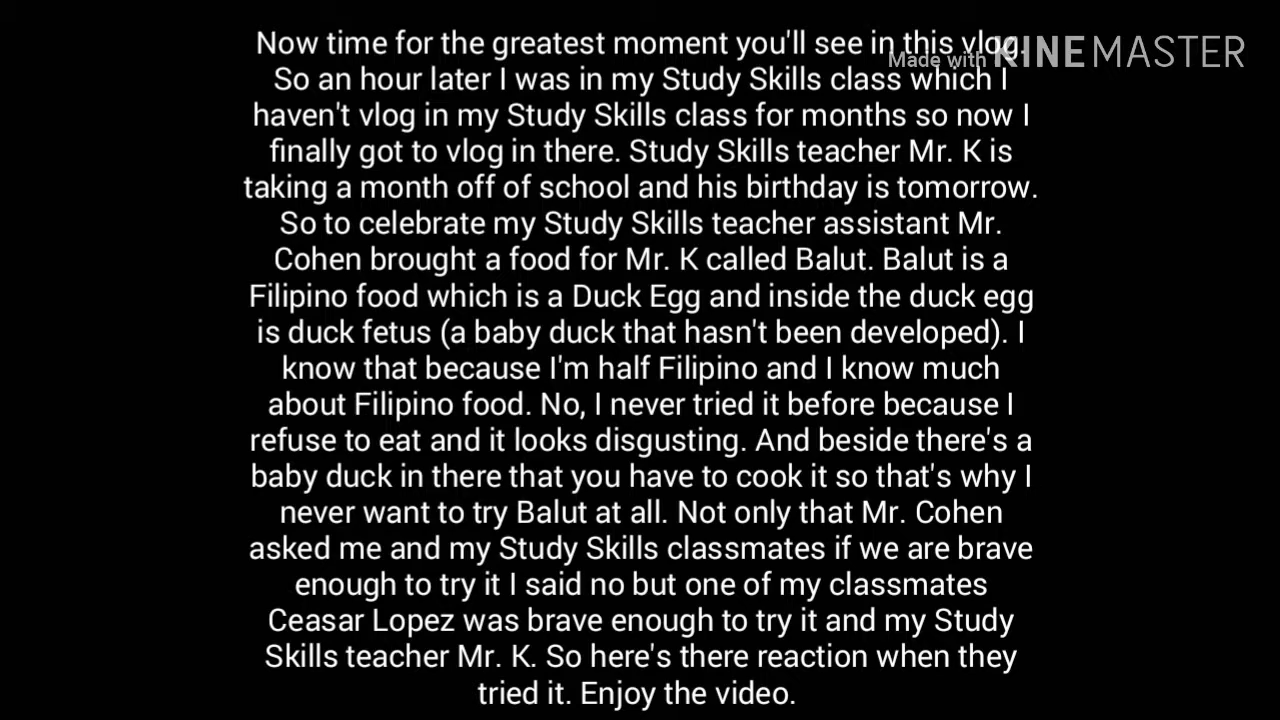 Now time for the greatest moment you'll see in this vlog.
Made with KINEMASTER
So an hour later I was in my Study Skills class which I
haven't vlog in my Study Skills class for months so now I
finally got to vlog in there. Study Skills teacher Mr. K is
taking a month off of school and his birthday is tomorrow.
So to celebrate my Study Skills teacher assistant Mr.
Cohen brought a food for Mr. K called Balut. Balut is a
Filipino food which is a Duck Egg and inside the duck egg
is duck fetus (a baby duck that hasn't been developed). I
know that because I'm half Filipino and I know much
about Filipino food. No, I never tried it before because I
refuse to eat and it looks disgusting. And beside there's a
baby duck in there that you have to cook it so that's why I
never want to try Balut at all. Not only that Mr. Cohen
asked me and my Study Skills classmates if we are brave
enough to try it I said no but one of my classmates
Ceasar Lopez was brave enough to try it and my Study
Skills teacher Mr. K. So here's there reaction when they
tried it. Enjoy the video.